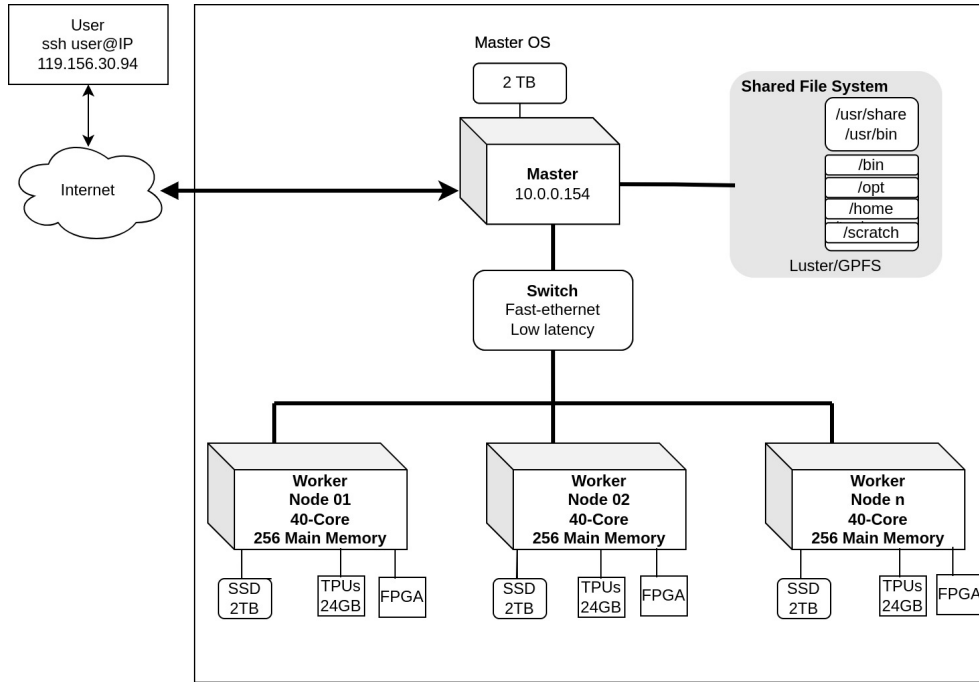 User
ssh user@IP
119.156.30.94
Internet
Master OS
2 TB
Master
10.0.0.154
Shared File System
/usr/share
/usr/bin
/bin
/opt
/home
/scratch
Luster/GPFS
Switch
Fast-ethernet
Low latency
Worker
Node 01
40-Core
256 Main Memory
SSD
2TB
TPUs
24GB
FPGA
Worker
Node 02
40-Core
256 Main Memory
SSD
2TB
TPUs
24GB
FPGA
Worker
Node n
40-Core
256 Main Memory
SSD
2TB
TPUs
24GB
FPGA